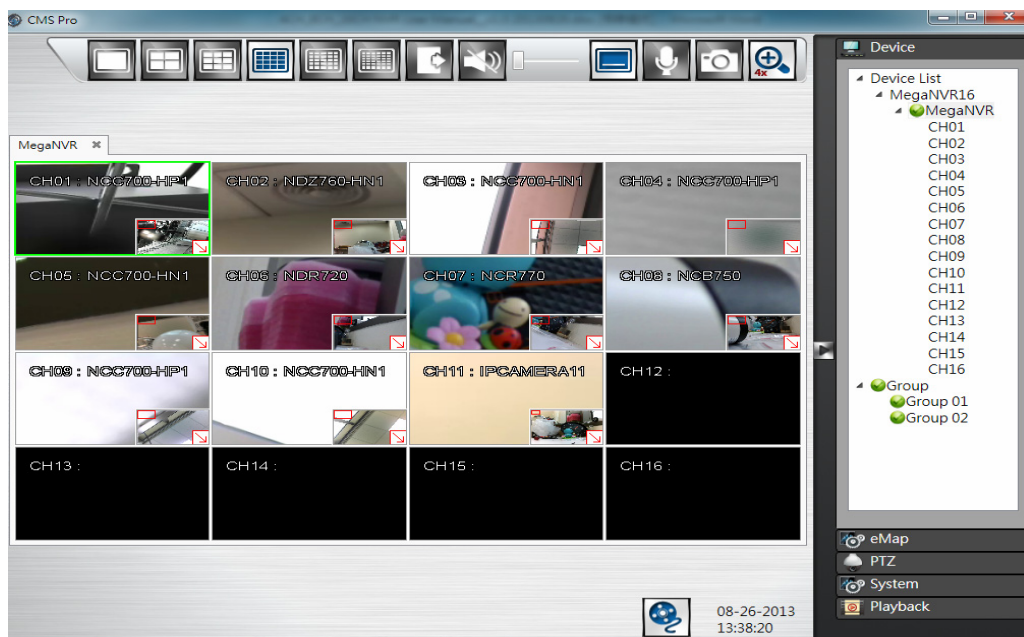 CMS Pro
4x
MegaNVR
CH01 : NCC700-HP1
CH02 : NDZ760-HN1
CH03 : NCC700-HN1
CH04 : NCC700-HP1
CH05 : NCC700-HN1
CH06 : NDR720
CH07 : NCR770
CH08 : NCB750
CH09 : NCC700-HP1
CH10 : NCC700-HN1
CH11 : IPCAMERA11
CH12 :
CH13 :
CH14 :
CH15 :
CH16 :
08-26-2013
13:38:20
Device
Device List
MegaNVR16
MegaNVR
CH01
CH02
CH03
CH04
CH05
CH06
CH07
CH08
CH09
CH10
CH11
CH12
CH13
CH14
CH15
CH16
Group
Group 01
Group 02
eMap
PTZ
System
Playback